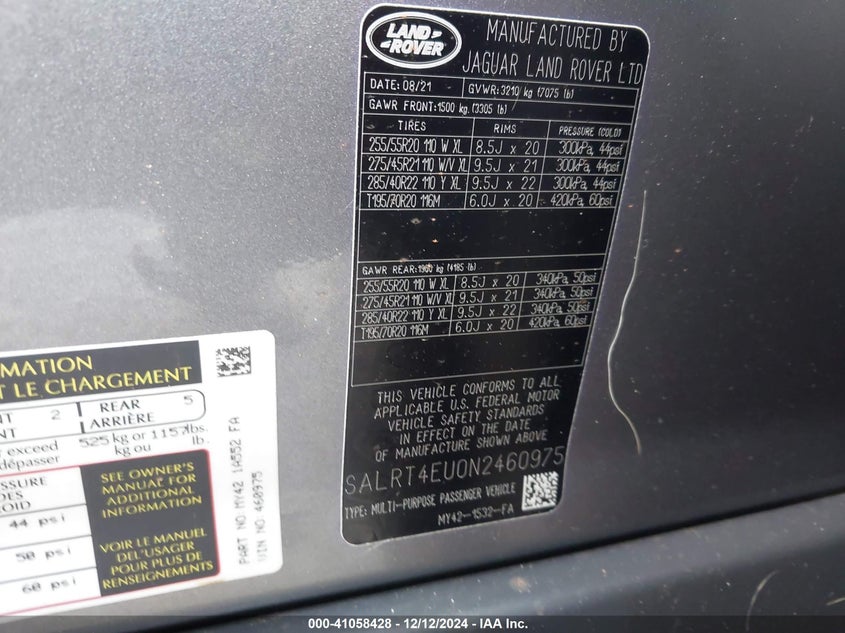 LAND
ROVER
MANUFACTURED BY
JAGUAR LAND ROVER LTD
DATE: 08/21 GVWR: 3210 kg (7075 lb)
GAWR FRONT: 1500 kg (3305 lb)
TIRES RIMS PRESSURE (COLD)
255/55R20 110 W XL 8.5J x 20 300kPa, 44psi
275/45R21 110 W/V XL 9.5J x 21 300kPa, 44psi
285/40R22 110 Y XL 9.5J x 22 300kPa, 44psi
T195/70R20 116M 6.0J x 20 420kPa, 60psi
GAWR REAR: 1900 kg (4185 lb)
255/55R20 110 W XL 8.5J x 20 340kPa, 50psi
275/45R21 110 W/V XL 9.5J x 21 340kPa, 50psi
285/40R22 110 Y XL 9.5J x 22 340kPa, 50psi
T195/70R20 116M 6.0J x 20 420kPa, 60psi
THIS VEHICLE CONFORMS TO ALL
APPLICABLE U.S. FEDERAL MOTOR
VEHICLE SAFETY STANDARDS
IN EFFECT ON THE DATE
OF MANUFACTURE SHOWN ABOVE
SALRT4EU0N2460975
TYPE: MULTI-PURPOSE PASSENGER VEHICLE
MY42-1532-FA
RMATION
T LE CHARGEMENT
NT 2 REAR 5
NT ARRIÈRE
r exceed 525 kg or 1157 lbs.
dépasser kg ou lb.
SSURE
DES
OID
44 psi
50 psi
60 psi
SEE OWNER'S
MANUAL FOR
ADDITIONAL
INFORMATION
VOIR LE MANUEL
DEL'USAGER
POUR PLUS DE
RENSEIGNEMENTS
PART NO MY42 1A552 FA
VIN NO: 460975
000-41058428 - 12/12/2024 - IAA Inc.